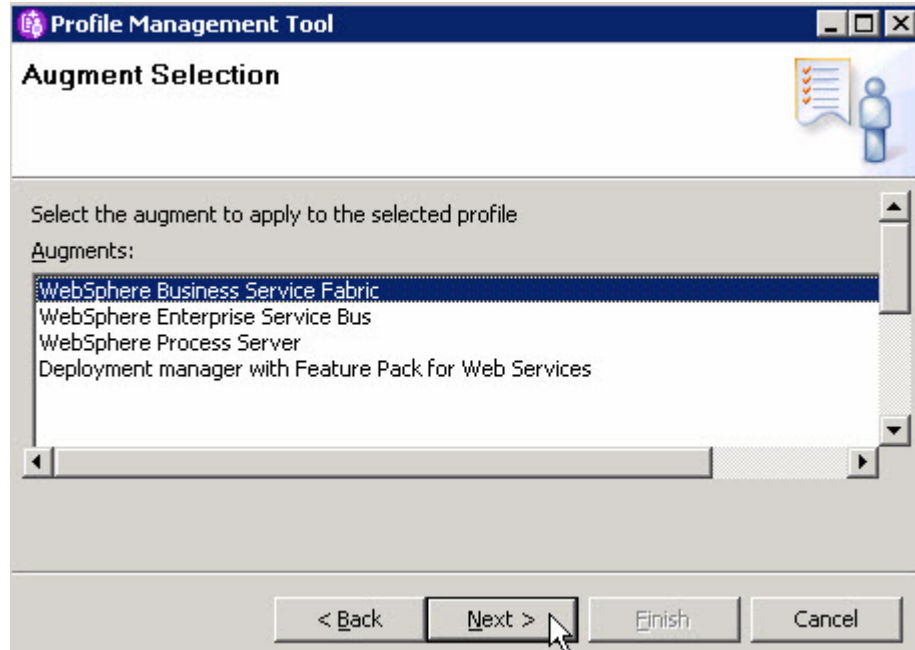 Profile Management Tool
Augment Selection
Select the augment to apply to the selected profile
Augments:
WebSphere Business Service Fabric
WebSphere Enterprise Service Bus
WebSphere Process Server
Deployment manager with Feature Pack for Web Services
< Back
Next >
Finish
Cancel